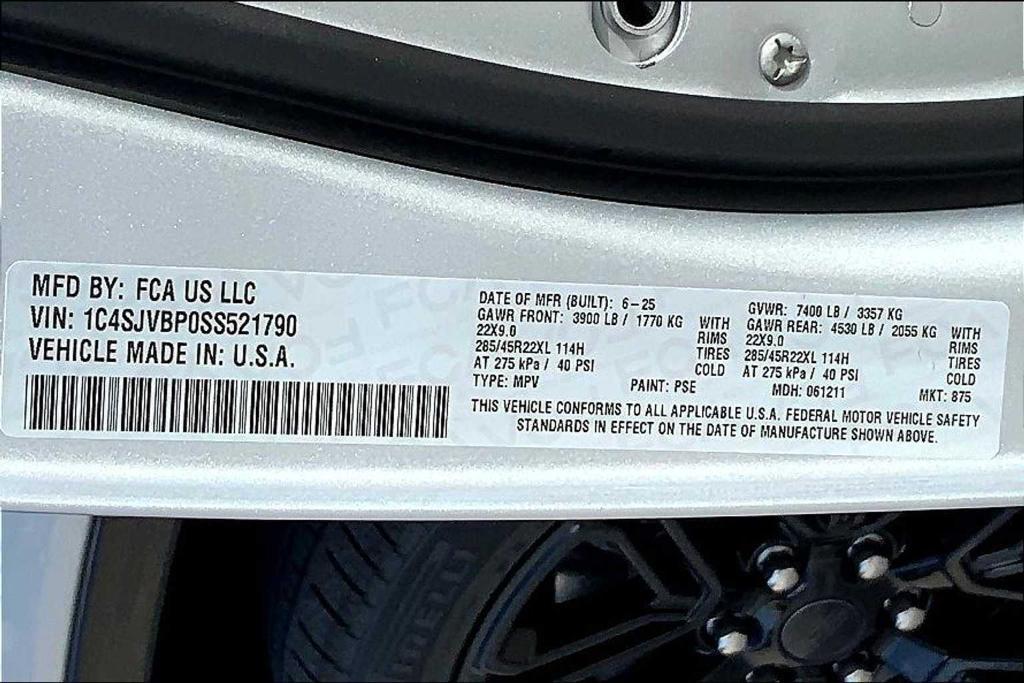 MFD BY: FCA US LLC
VIN: 1C4SJVBP0SS521790
VEHICLE MADE IN: U.S.A.
DATE OF MFR (BUILT): 6-25
GAWR FRONT: 3900 LB / 1770 KG WITH
22X9.0 RIMS
285/45R22XL 114H TIRES
AT 275 kPa / 40 PSI COLD
TYPE: MPV PAINT: PSE
GVWR: 7400 LB / 3357 KG
GAWR REAR: 4530 LB / 2055 KG WITH
22X9.0 RIMS
285/45R22XL 114H TIRES
AT 275 kPa / 40 PSI COLD
MDH: 061211 MKT: 875
THIS VEHICLE CONFORMS TO ALL APPLICABLE U.S.A. FEDERAL MOTOR VEHICLE SAFETY
STANDARDS IN EFFECT ON THE DATE OF MANUFACTURE SHOWN ABOVE.